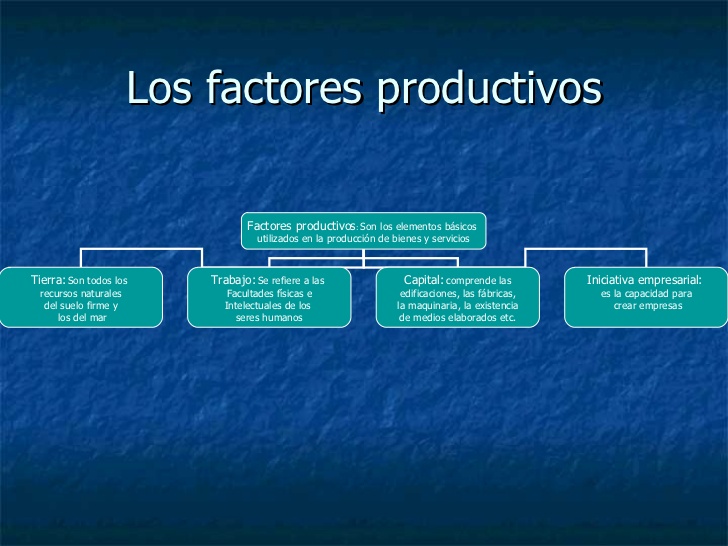 Los factores productivos
Factores productivos: Son los elementos básicos
utilizados en la producción de bienes y servicios
Tierra: Son todos los
recursos naturales
del suelo firme y
los del mar
Trabajo: Se refiere a las
Facultades físicas e
Intelectuales de los
seres humanos
Capital: comprende las
edificaciones, las fábricas,
la maquinaria, la existencia
de medios elaborados etc.
Iniciativa empresarial:
es la capacidad para
crear empresas